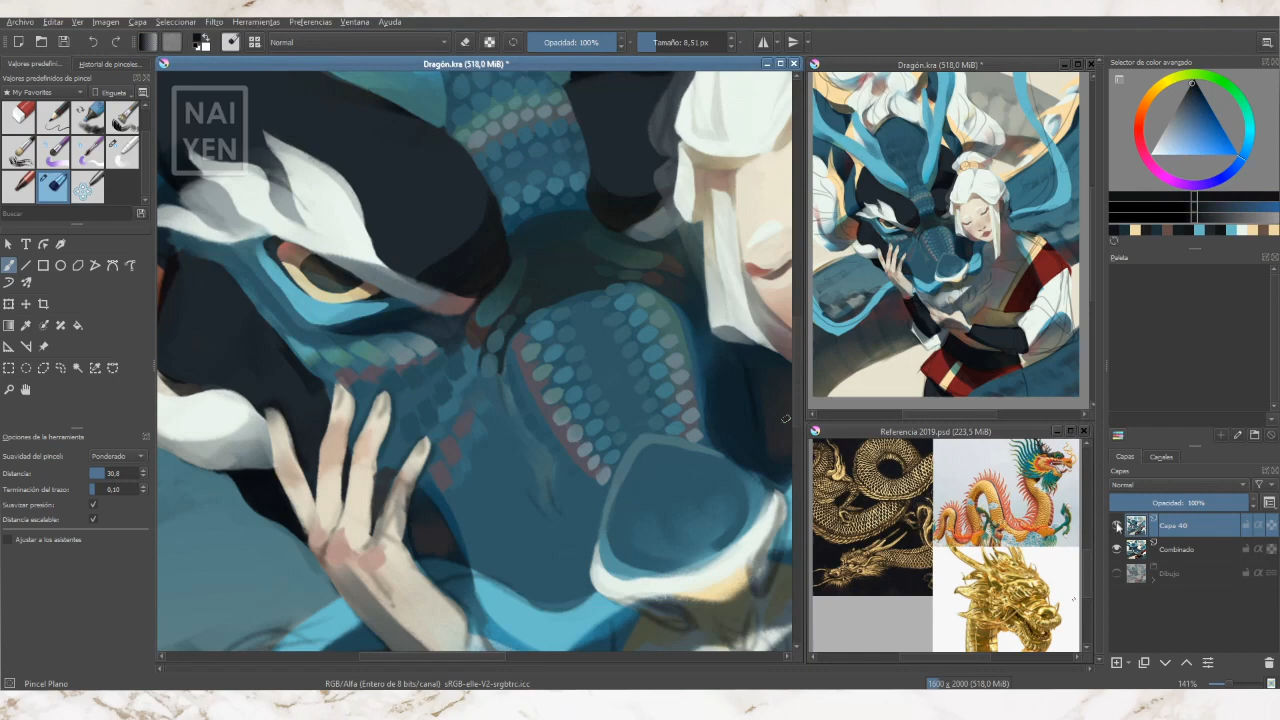 Archivo Editar Ver Imagen Capa Seleccionar Filtro Herramientas Preferencias Ventana Ayuda
Normal
Opacidad: 100%
Tamaño: 8,51 px
Valores predefini...
Historial de pinceles...
Valores predefinidos de pincel
My Favorites
Etiqueta
Buscar
Opciones de la herramienta
Suavidad del pincel:
Ponderado
Distancia:
30,8
Terminación del trazo:
0,10
Suavizar presión:
Distancia escalable:
Ajustar a los asistentes
Dragón.kra (518,0 MiB) *
NAI
YEN
Dragón.kra (518,0 MiB) *
Referencia 2019.psd (223,5 MiB)
Selector de color avanzado
Paleta
Capas
Canales
Capas
Normal
Opacidad: 100%
Capa 40
Combinado
Dibujo
Pincel Plano
RGB/Alfa (Entero de 8 bits/canal) sRGB-elle-V2-srgbtrc.icc
1600 x 2000 (518,0 MiB)
141%